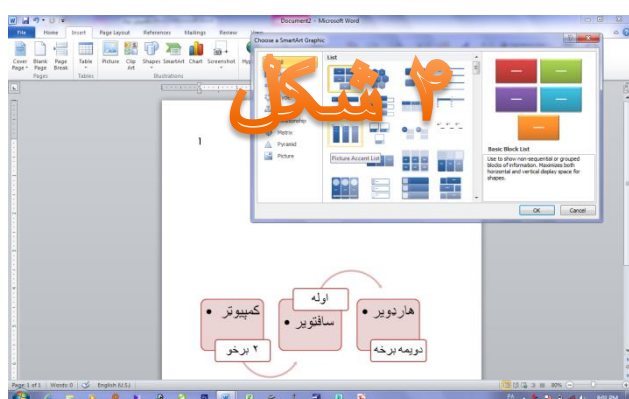 Document2 - Microsoft Word
File Home Insert Page Layout References Mailings Review
Cover Page Blank Page Page Break Table Picture Clip Art Shapes SmartArt Chart Screenshot
Pages Tables Illustrations
Choose a SmartArt Graphic
List
Matrix
Pyramid
Picture
Picture Accent List
Basic Block List
Use to show non-sequential or grouped blocks of information. Maximizes both horizontal and vertical display space for shapes.
OK Cancel
۴ شکل
۱
هاردویر
دویمه برخه
اوله
سافتویر
کمپیوتر
۲ برخو
Page: 1 of 1 Words: 0 English (U.S.) 80%